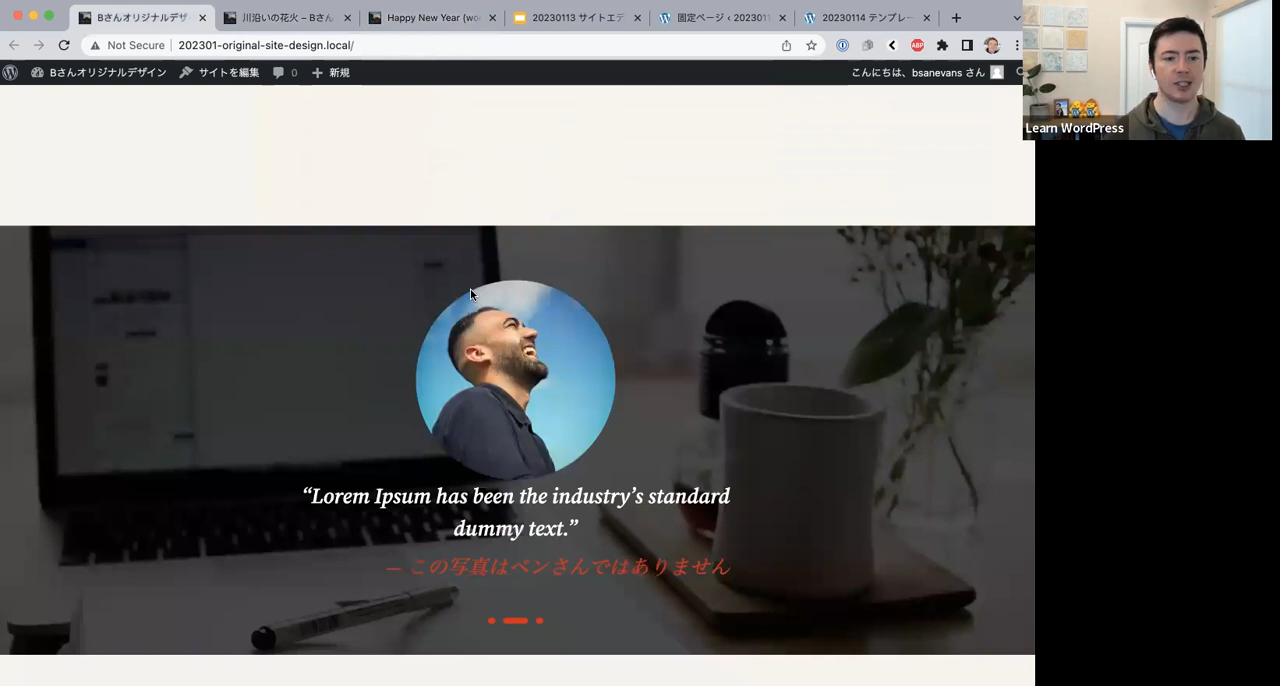 Bさんオリジナルデザ
川沿いの花火 – Bさん
Happy New Year (wo
20230113 サイトエデ
固定ページ ‹ 202301
20230114 テンプレー
Not Secure
202301-original-site-design.local/
ABP
Bさんオリジナルデザイン
サイトを編集
0
新規
こんにちは、bsanevans さん
Learn WordPress
“Lorem Ipsum has been the industry’s standard
dummy text.”
— この写真はベンさんではありません